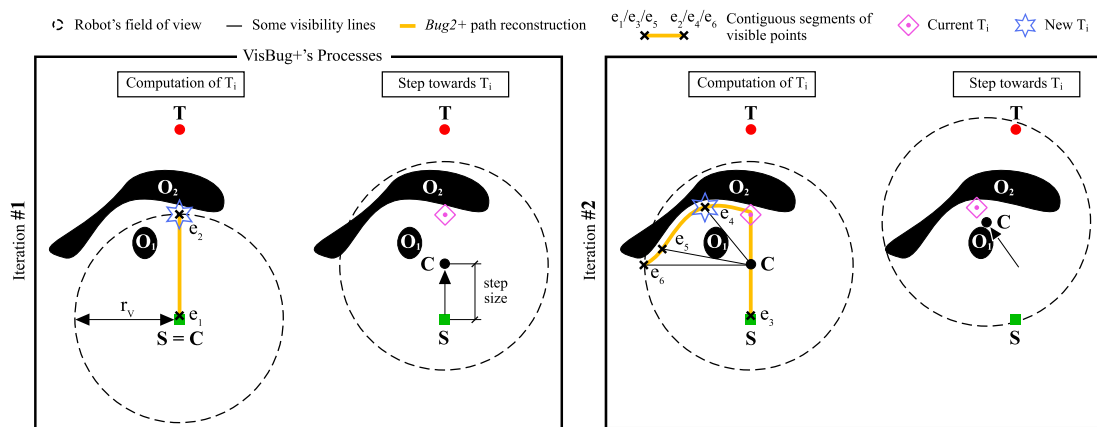 Robot's field of view
Some visibility lines
Bug2+ path reconstruction
e1/e3/e5 e2/e4/e6
Contiguous segments of
visible points
Current Ti
New Ti
VisBug+'s Processes
Iteration #1
Computation of Ti
T
O2
O1
e2
rv
e1
S = C
Step towards Ti
T
O2
O1
C
step
size
S
Iteration #2
Computation of Ti
T
O2
O1
e4
e5
e6
C
e3
S
Step towards Ti
T
O2
C
O1
S